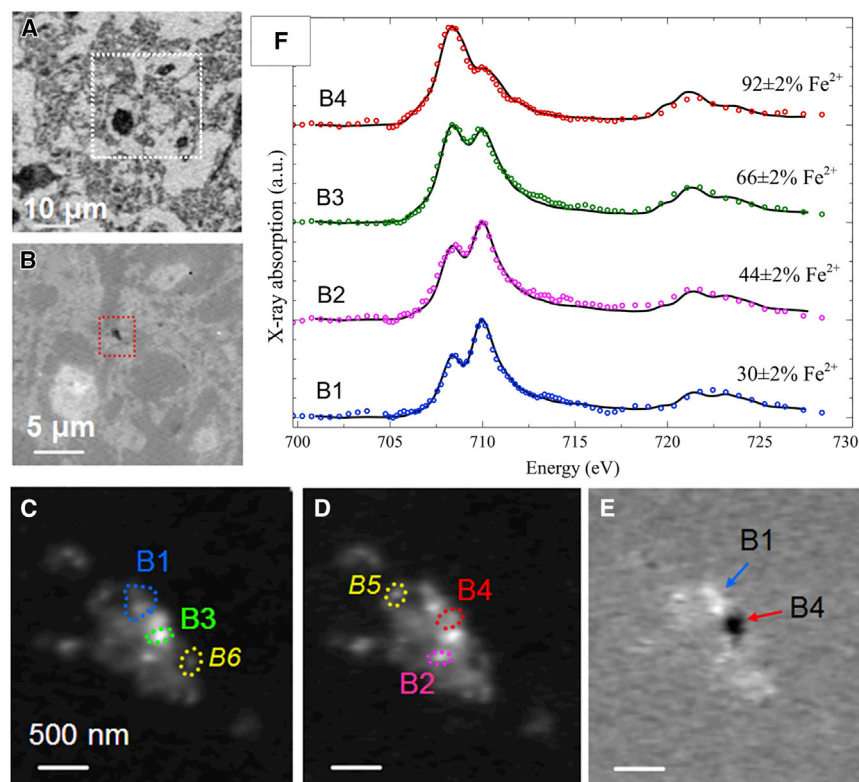 A
10 µm
B
5 µm
F
B4
92±2% Fe²⁺
B3
66±2% Fe²⁺
B2
44±2% Fe²⁺
B1
30±2% Fe²⁺
X-ray absorption (a.u.)
700 705 710 715 720 725 730
Energy (eV)
C
B1
B3
B6
500 nm
D
B5
B4
B2
E
B1
B4